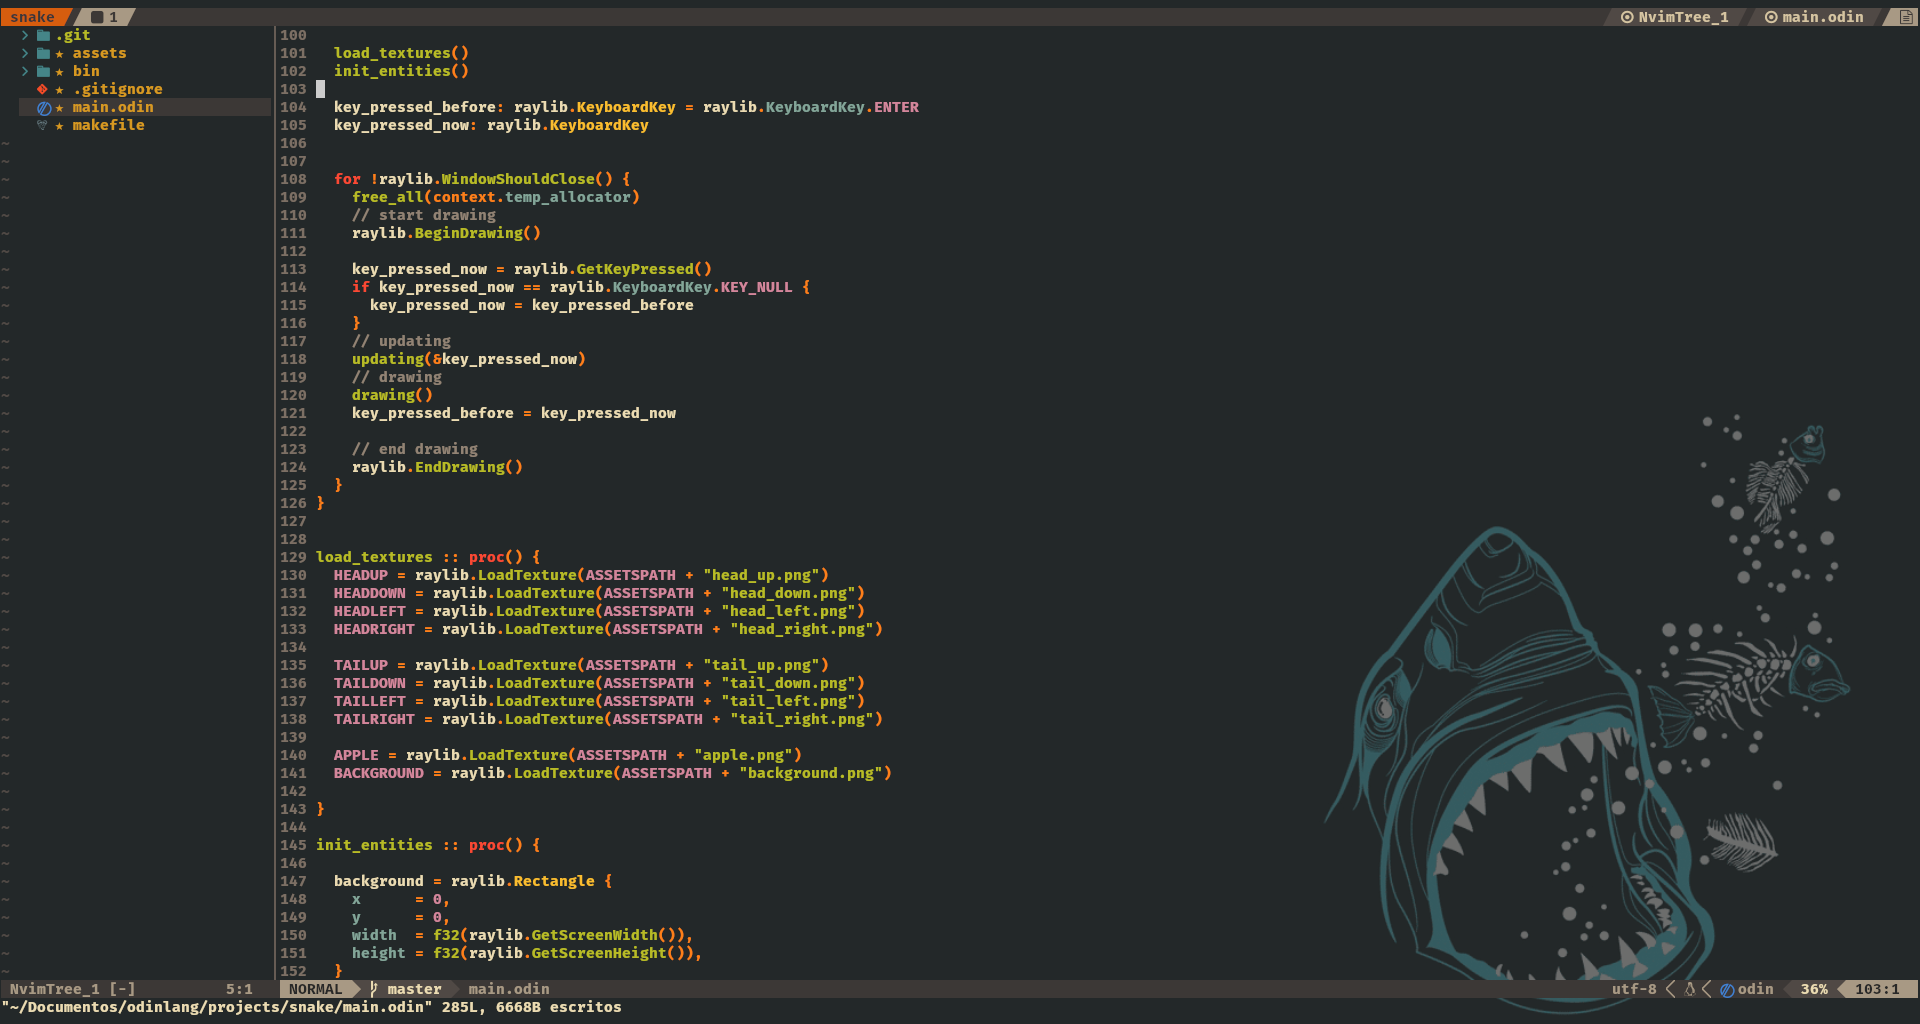 snake 1 NvimTree_1 main.odin
.git
★ assets
★ bin
★ .gitignore
★ main.odin
★ makefile
100
101   load_textures()
102   init_entities()
103
104   key_pressed_before: raylib.KeyboardKey = raylib.KeyboardKey.ENTER
105   key_pressed_now: raylib.KeyboardKey
106
107
108   for !raylib.WindowShouldClose() {
109     free_all(context.temp_allocator)
110     // start drawing
111     raylib.BeginDrawing()
112
113     key_pressed_now = raylib.GetKeyPressed()
114     if key_pressed_now == raylib.KeyboardKey.KEY_NULL {
115       key_pressed_now = key_pressed_before
116     }
117     // updating
118     updating(&key_pressed_now)
119     // drawing
120     drawing()
121     key_pressed_before = key_pressed_now
122
123     // end drawing
124     raylib.EndDrawing()
125   }
126 }
127
128
129 load_textures :: proc() {
130   HEADUP = raylib.LoadTexture(ASSETSPATH + "head_up.png")
131   HEADDOWN = raylib.LoadTexture(ASSETSPATH + "head_down.png")
132   HEADLEFT = raylib.LoadTexture(ASSETSPATH + "head_left.png")
133   HEADRIGHT = raylib.LoadTexture(ASSETSPATH + "head_right.png")
134
135   TAILUP = raylib.LoadTexture(ASSETSPATH + "tail_up.png")
136   TAILDOWN = raylib.LoadTexture(ASSETSPATH + "tail_down.png")
137   TAILLEFT = raylib.LoadTexture(ASSETSPATH + "tail_left.png")
138   TAILRIGHT = raylib.LoadTexture(ASSETSPATH + "tail_right.png")
139
140   APPLE = raylib.LoadTexture(ASSETSPATH + "apple.png")
141   BACKGROUND = raylib.LoadTexture(ASSETSPATH + "background.png")
142
143 }
144
145 init_entities :: proc() {
146
147   background = raylib.Rectangle {
148     x      = 0,
149     y      = 0,
150     width  = f32(raylib.GetScreenWidth()),
151     height = f32(raylib.GetScreenHeight()),
152   }
NvimTree_1 [-] 5:1 NORMAL master main.odin utf-8 odin 36% 103:1
"~/Documentos/odinlang/projects/snake/main.odin" 285L, 6668B escritos